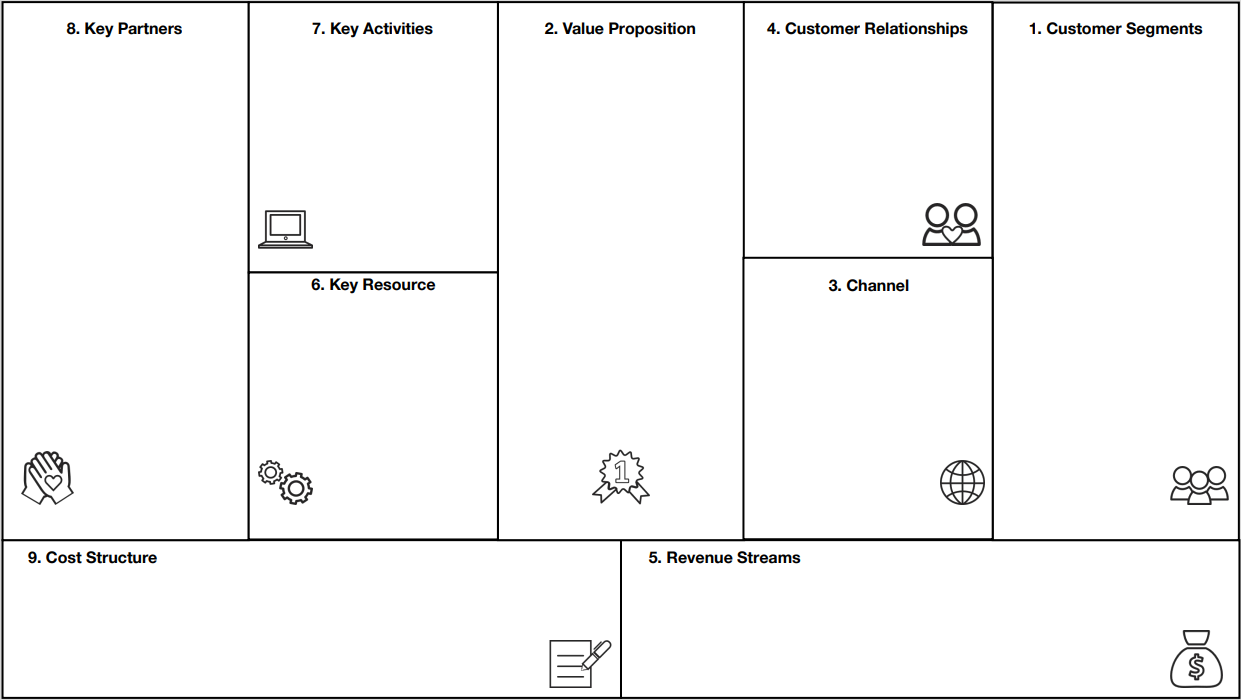 8. Key Partners
7. Key Activities
2. Value Proposition
4. Customer Relationships
1. Customer Segments
6. Key Resource
3. Channel
1
9. Cost Structure
5. Revenue Streams
$